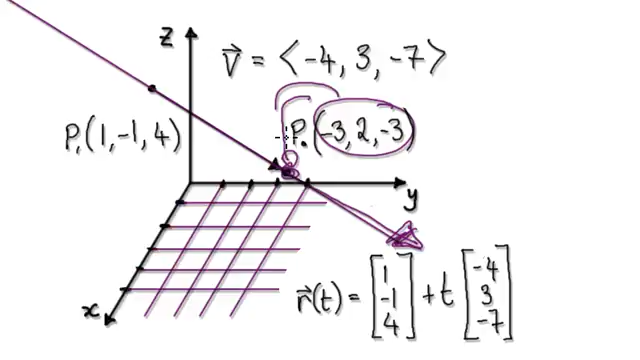 z
V⃗ = ⟨-4, 3, -7⟩
P₁(1, -1, 4)
P₀(-3, 2, -3)
y
x
r⃗(t) = [1 -1 4] + t [-4 3 -7]